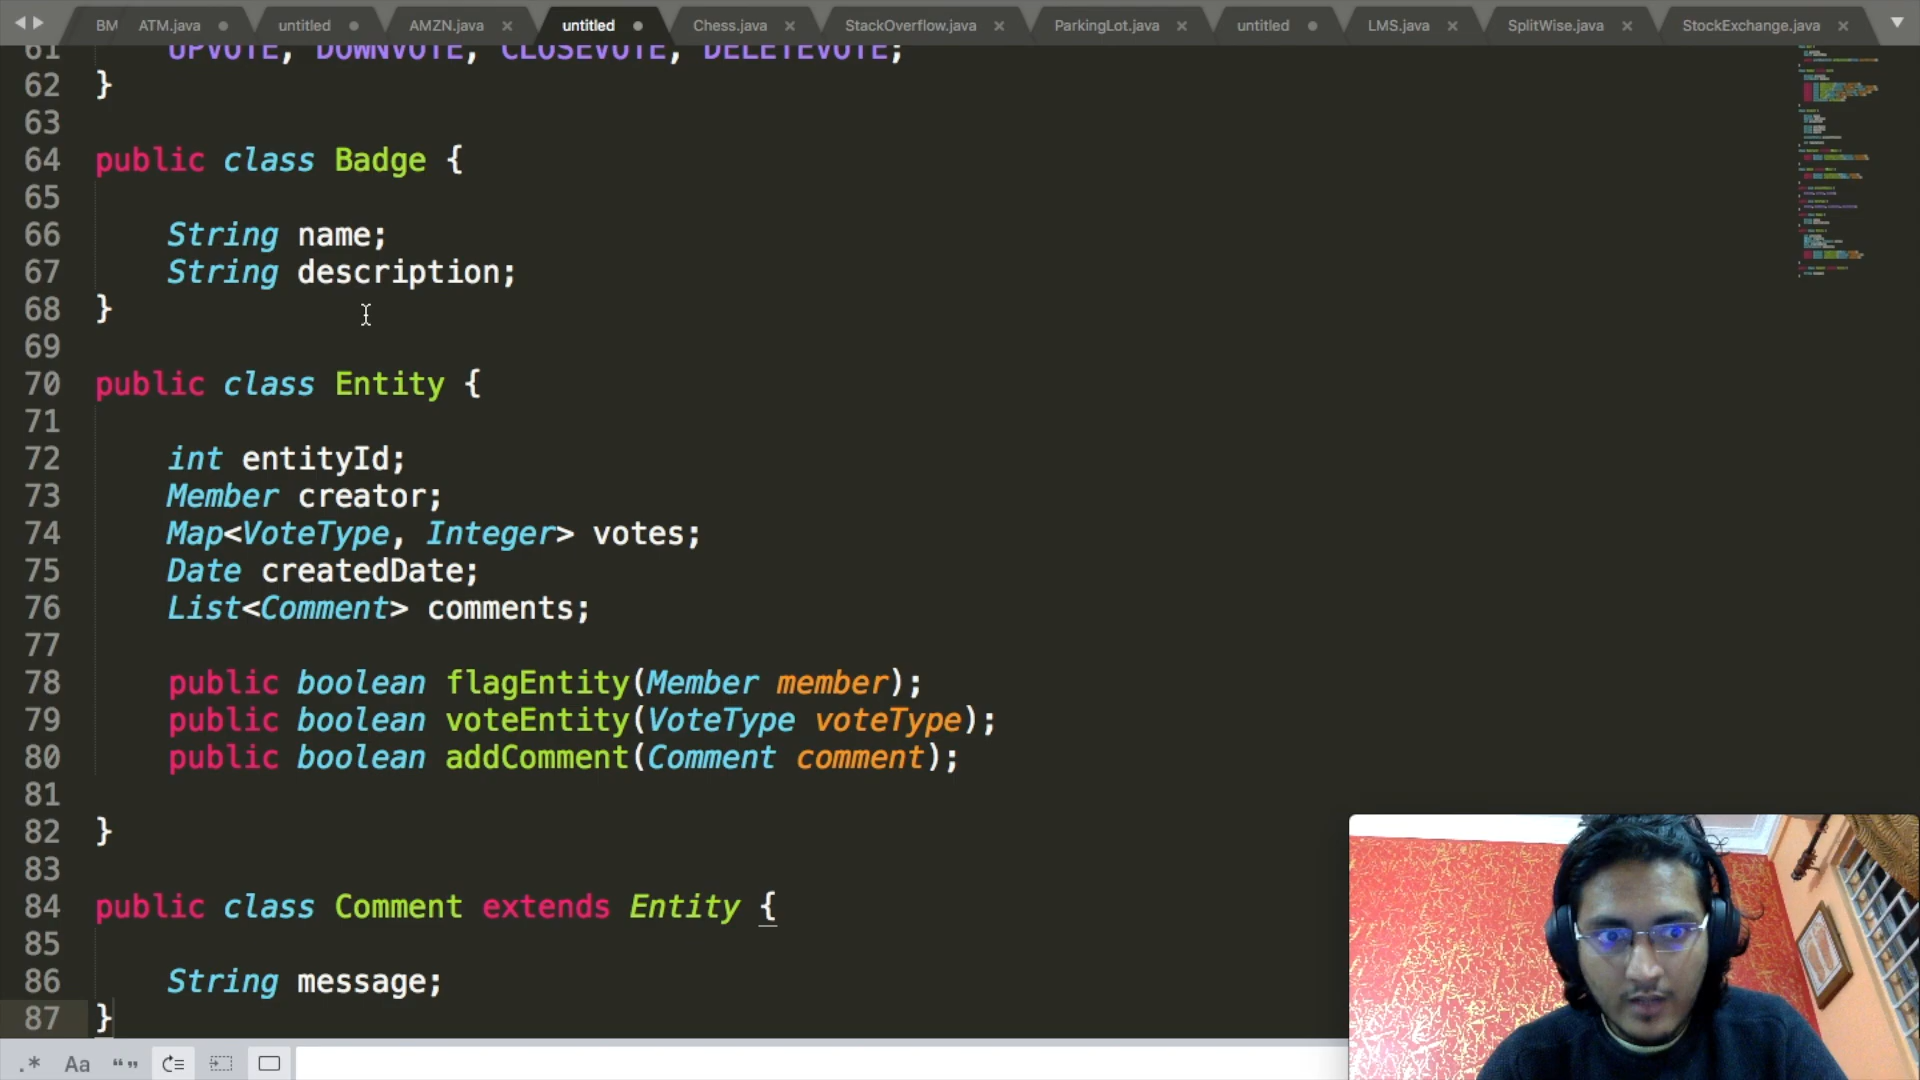 BM ATM.java untitled AMZN.java untitled Chess.java StackOverflow.java ParkingLot.java untitled LMS.java SplitWise.java StockExchange.java
61 UPVOTE, DOWNVOTE, CLOSEVOTE, DELETEVOTE;
62 }
63
64 public class Badge {
65
66 String name;
67 String description;
68 }
69
70 public class Entity {
71
72 int entityId;
73 Member creator;
74 Map<VoteType, Integer> votes;
75 Date createdDate;
76 List<Comment> comments;
77
78 public boolean flagEntity(Member member);
79 public boolean voteEntity(VoteType voteType);
80 public boolean addComment(Comment comment);
81
82 }
83
84 public class Comment extends Entity {
85
86 String message;
87 }
.* Aa “”